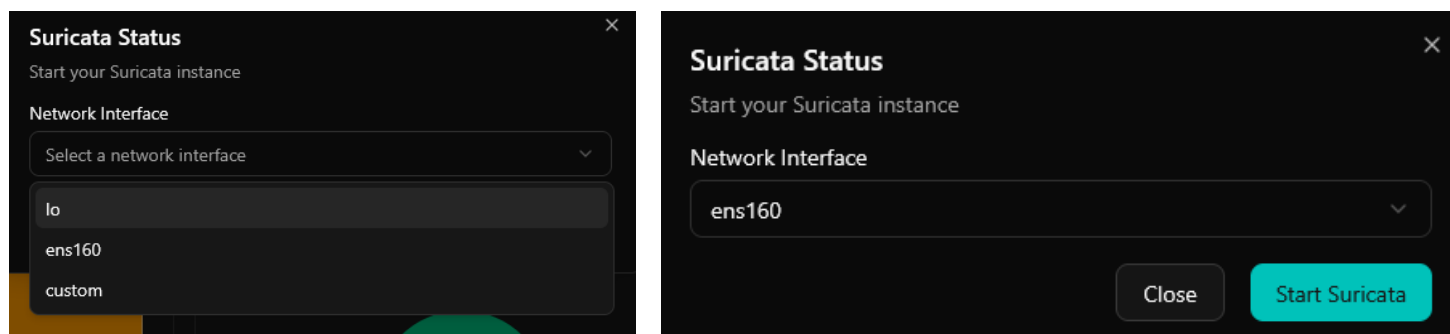 Suricata Status
Start your Suricata instance
Network Interface
Select a network interface
lo
ens160
custom
Suricata Status
Start your Suricata instance
Network Interface
ens160
Close
Start Suricata